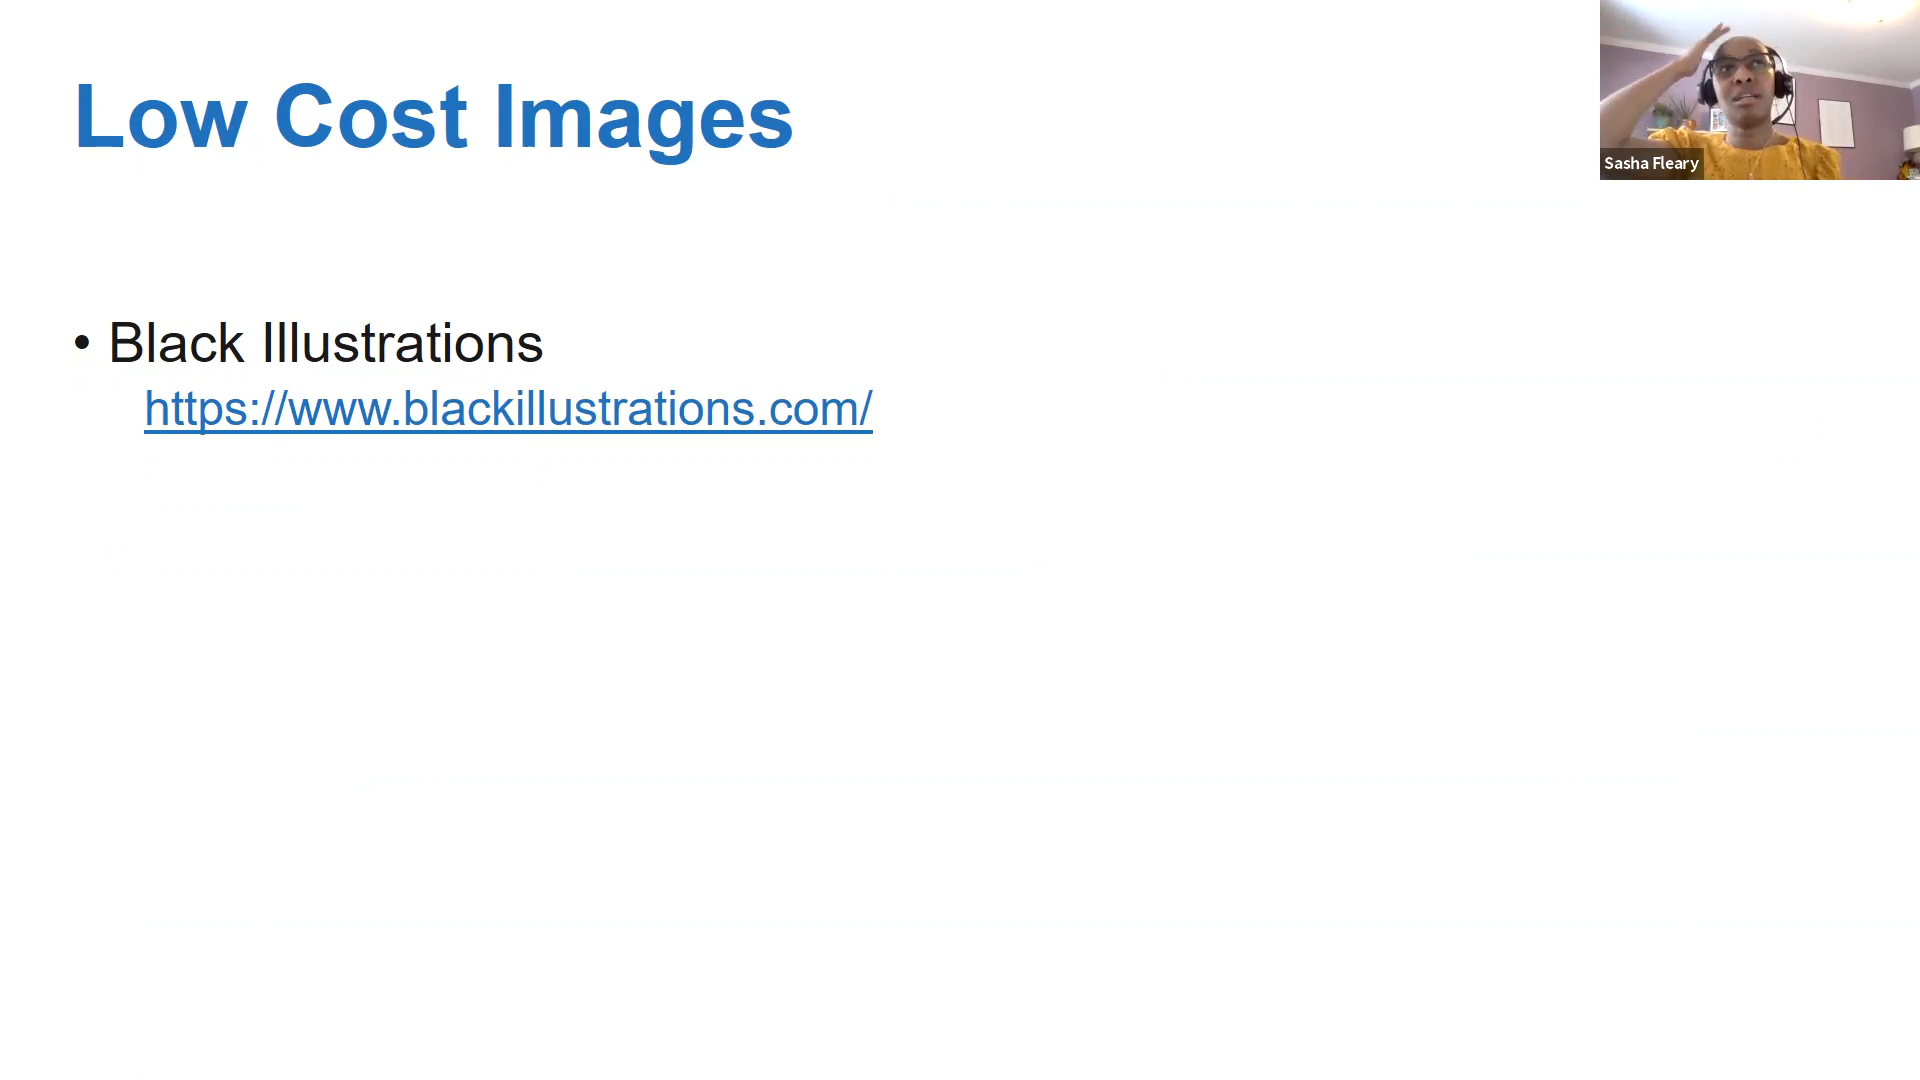 Low Cost Images
Sasha Fleary
• Black Illustrations
https://www.blackillustrations.com/